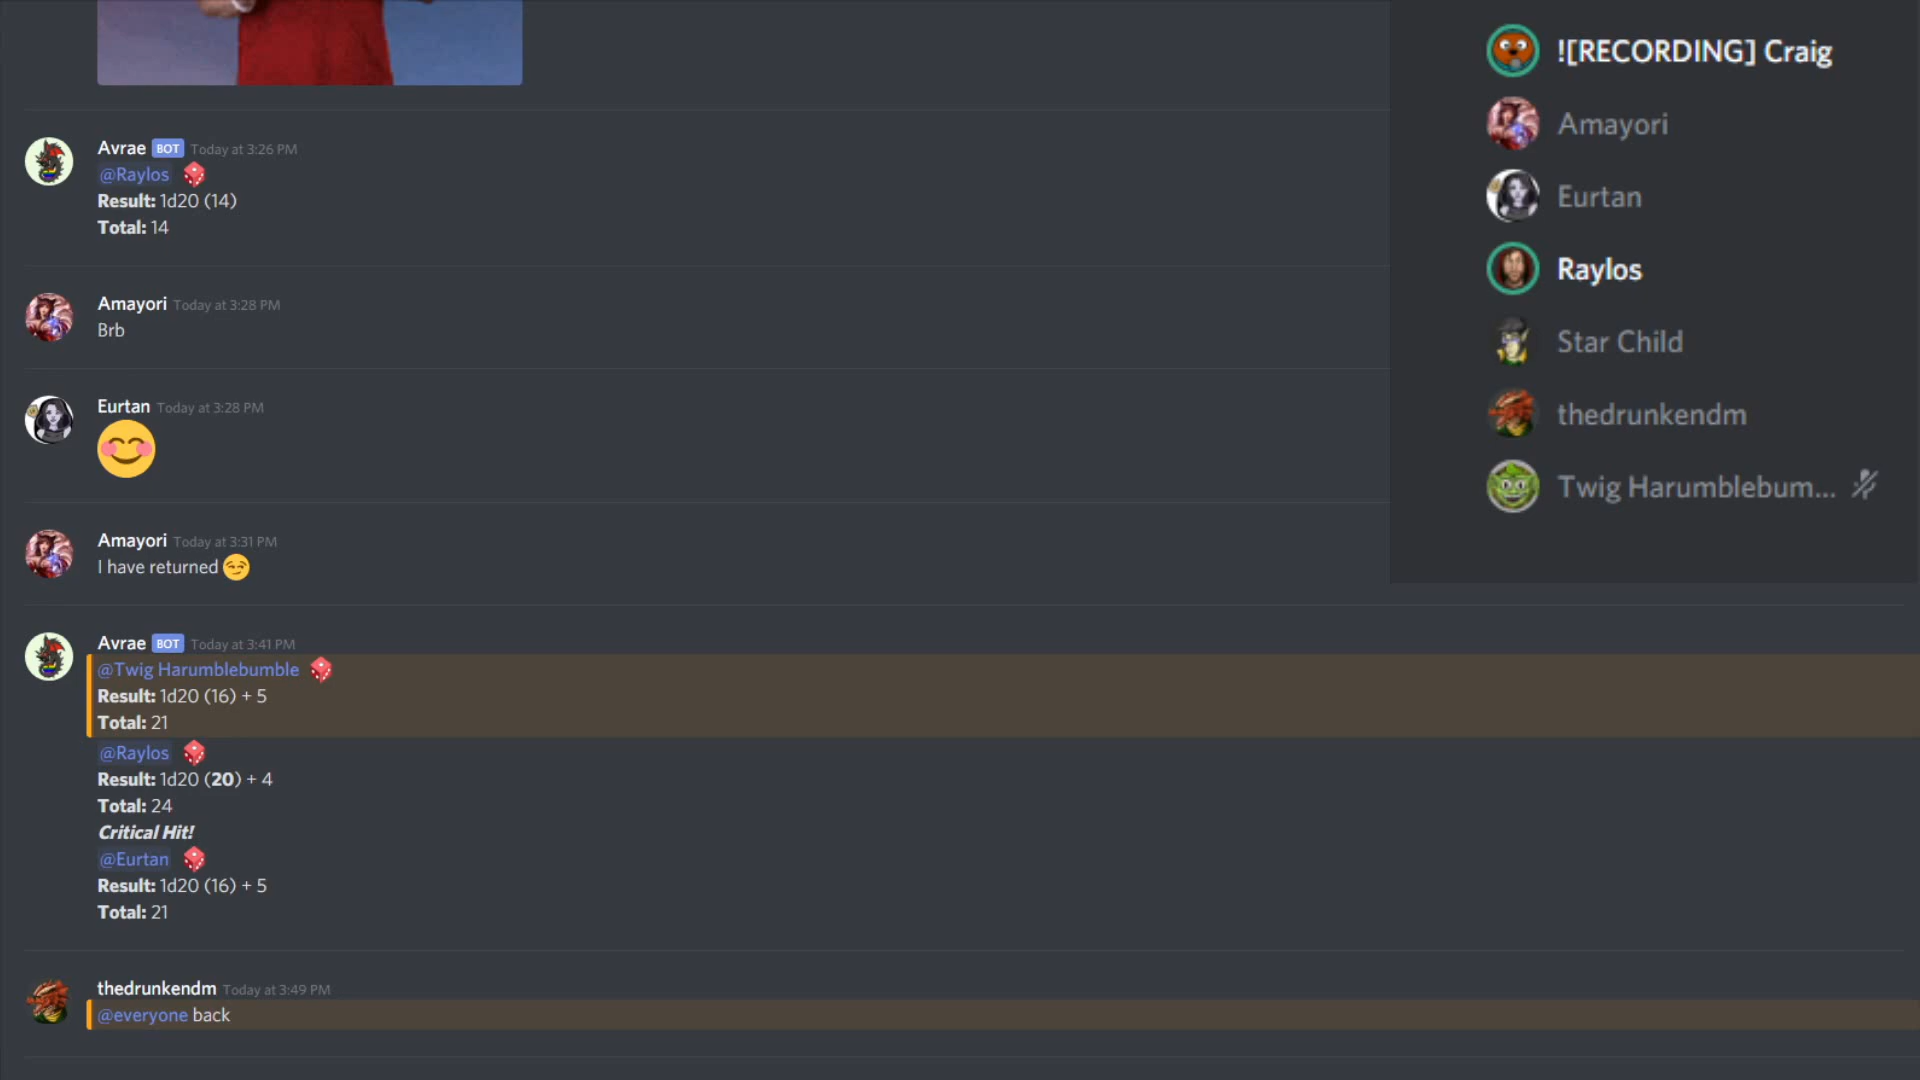 Avrae BOT Today at 3:26 PM
@Raylos
Result: 1d20 (14)
Total: 14
Amayori Today at 3:28 PM
Brb
Eurtan Today at 3:28 PM
Amayori Today at 3:31 PM
I have returned
Avrae BOT Today at 3:41 PM
@Twig Harumblebumble
Result: 1d20 (16) + 5
Total: 21
@Raylos
Result: 1d20 (20) + 4
Total: 24
Critical Hit!
@Eurtan
Result: 1d20 (16) + 5
Total: 21
thedrunkendm Today at 3:49 PM
@everyone back
![RECORDING] Craig
Amayori
Eurtan
Raylos
Star Child
thedrunkendm
Twig Harumblebum...